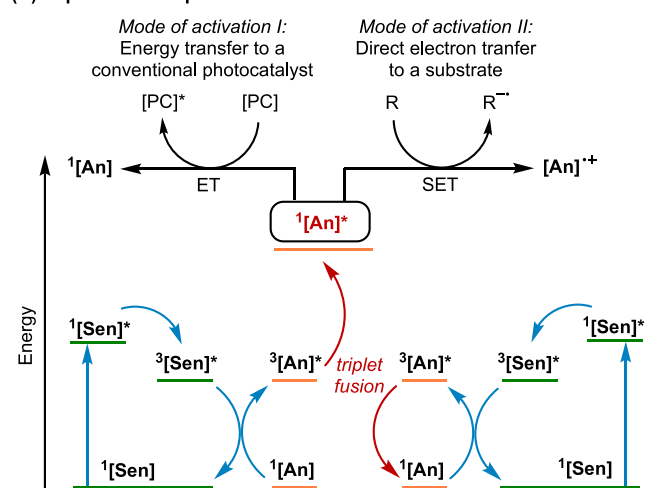 Mode of activation I:
Energy transfer to a
conventional photocatalyst
Mode of activation II:
Direct electron tranfer
to a substrate
[PC]*
[PC]
R
R⁻•
¹[An]
ET
SET
[An]•⁺
¹[An]*
Energy
¹[Sen]*
³[Sen]*
³[An]*
triplet
fusion
³[An]*
³[Sen]*
¹[Sen]*
¹[Sen]
¹[An]
¹[An]
¹[Sen]